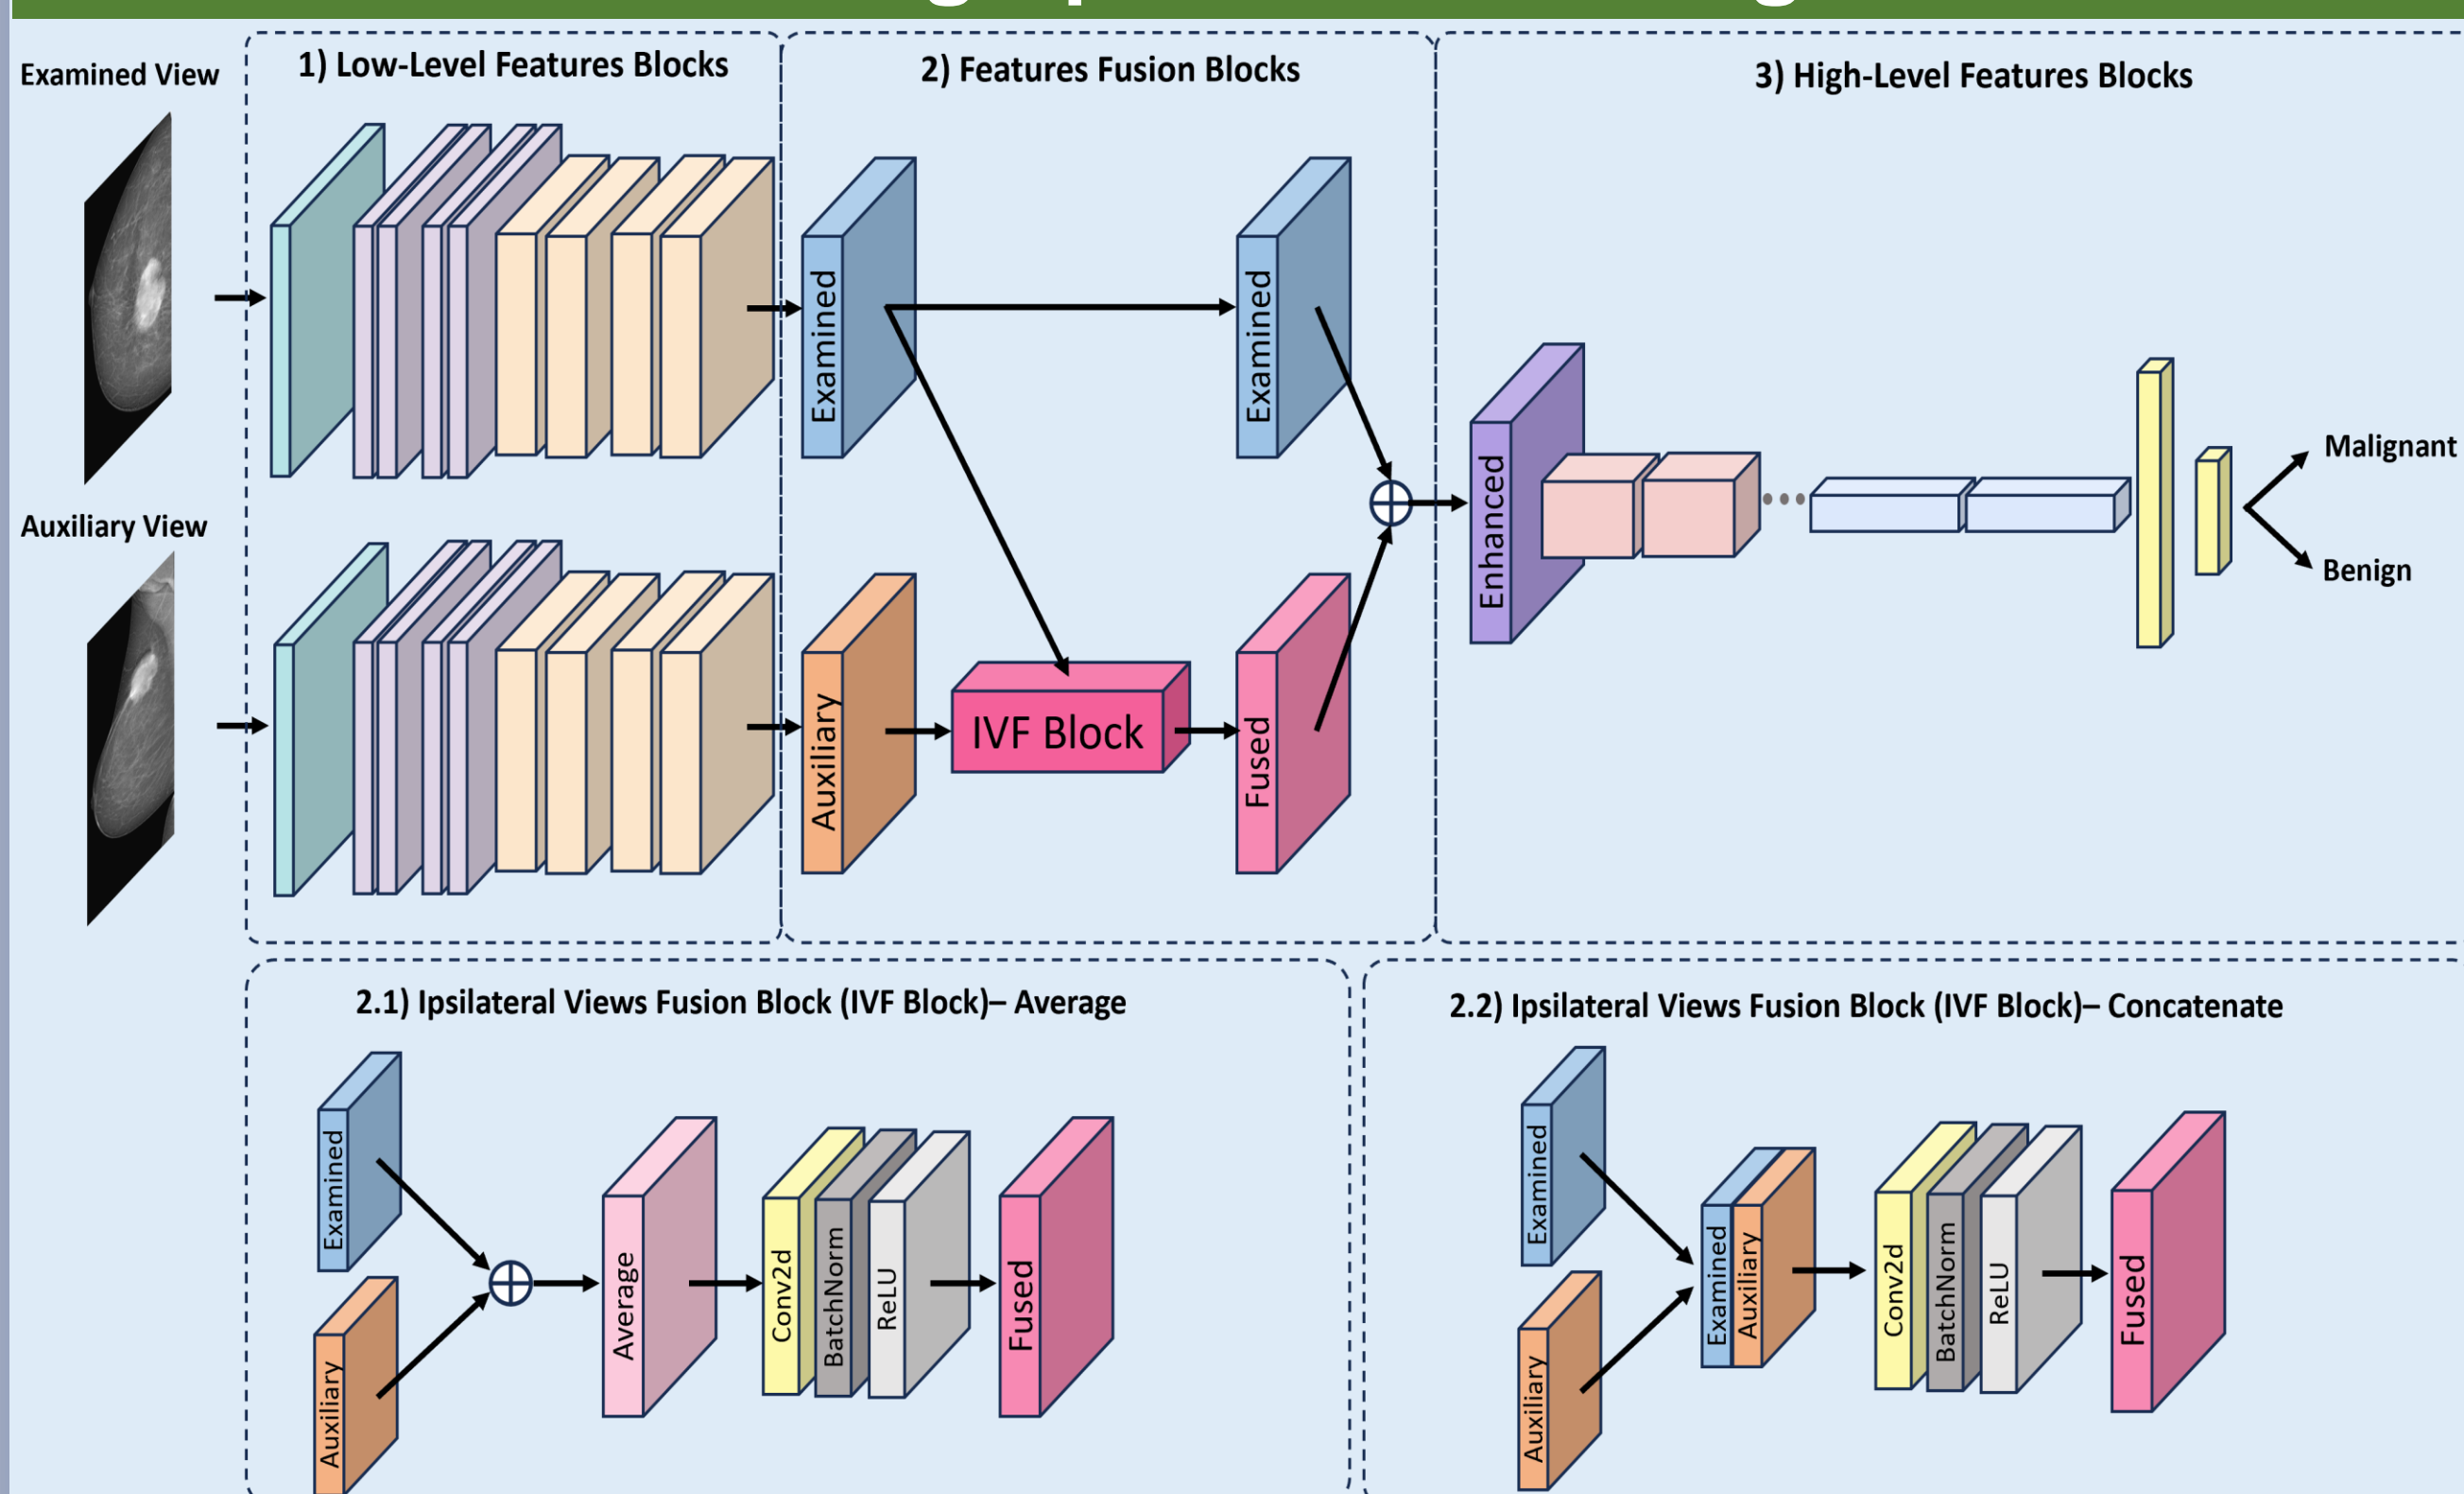 Examined View
1) Low-Level Features Blocks
2) Features Fusion Blocks
3) High-Level Features Blocks
Examined
Examined
Auxiliary View
Auxiliary
IVF Block
Fused
Enhanced
Malignant
Benign
2.1) Ipsilateral Views Fusion Block (IVF Block)– Average
Examined
Auxiliary
Average
Conv2d
BatchNorm
ReLU
Fused
2.2) Ipsilateral Views Fusion Block (IVF Block)– Concatenate
Examined
Auxiliary
Examined
Auxiliary
Conv2d
BatchNorm
ReLU
Fused